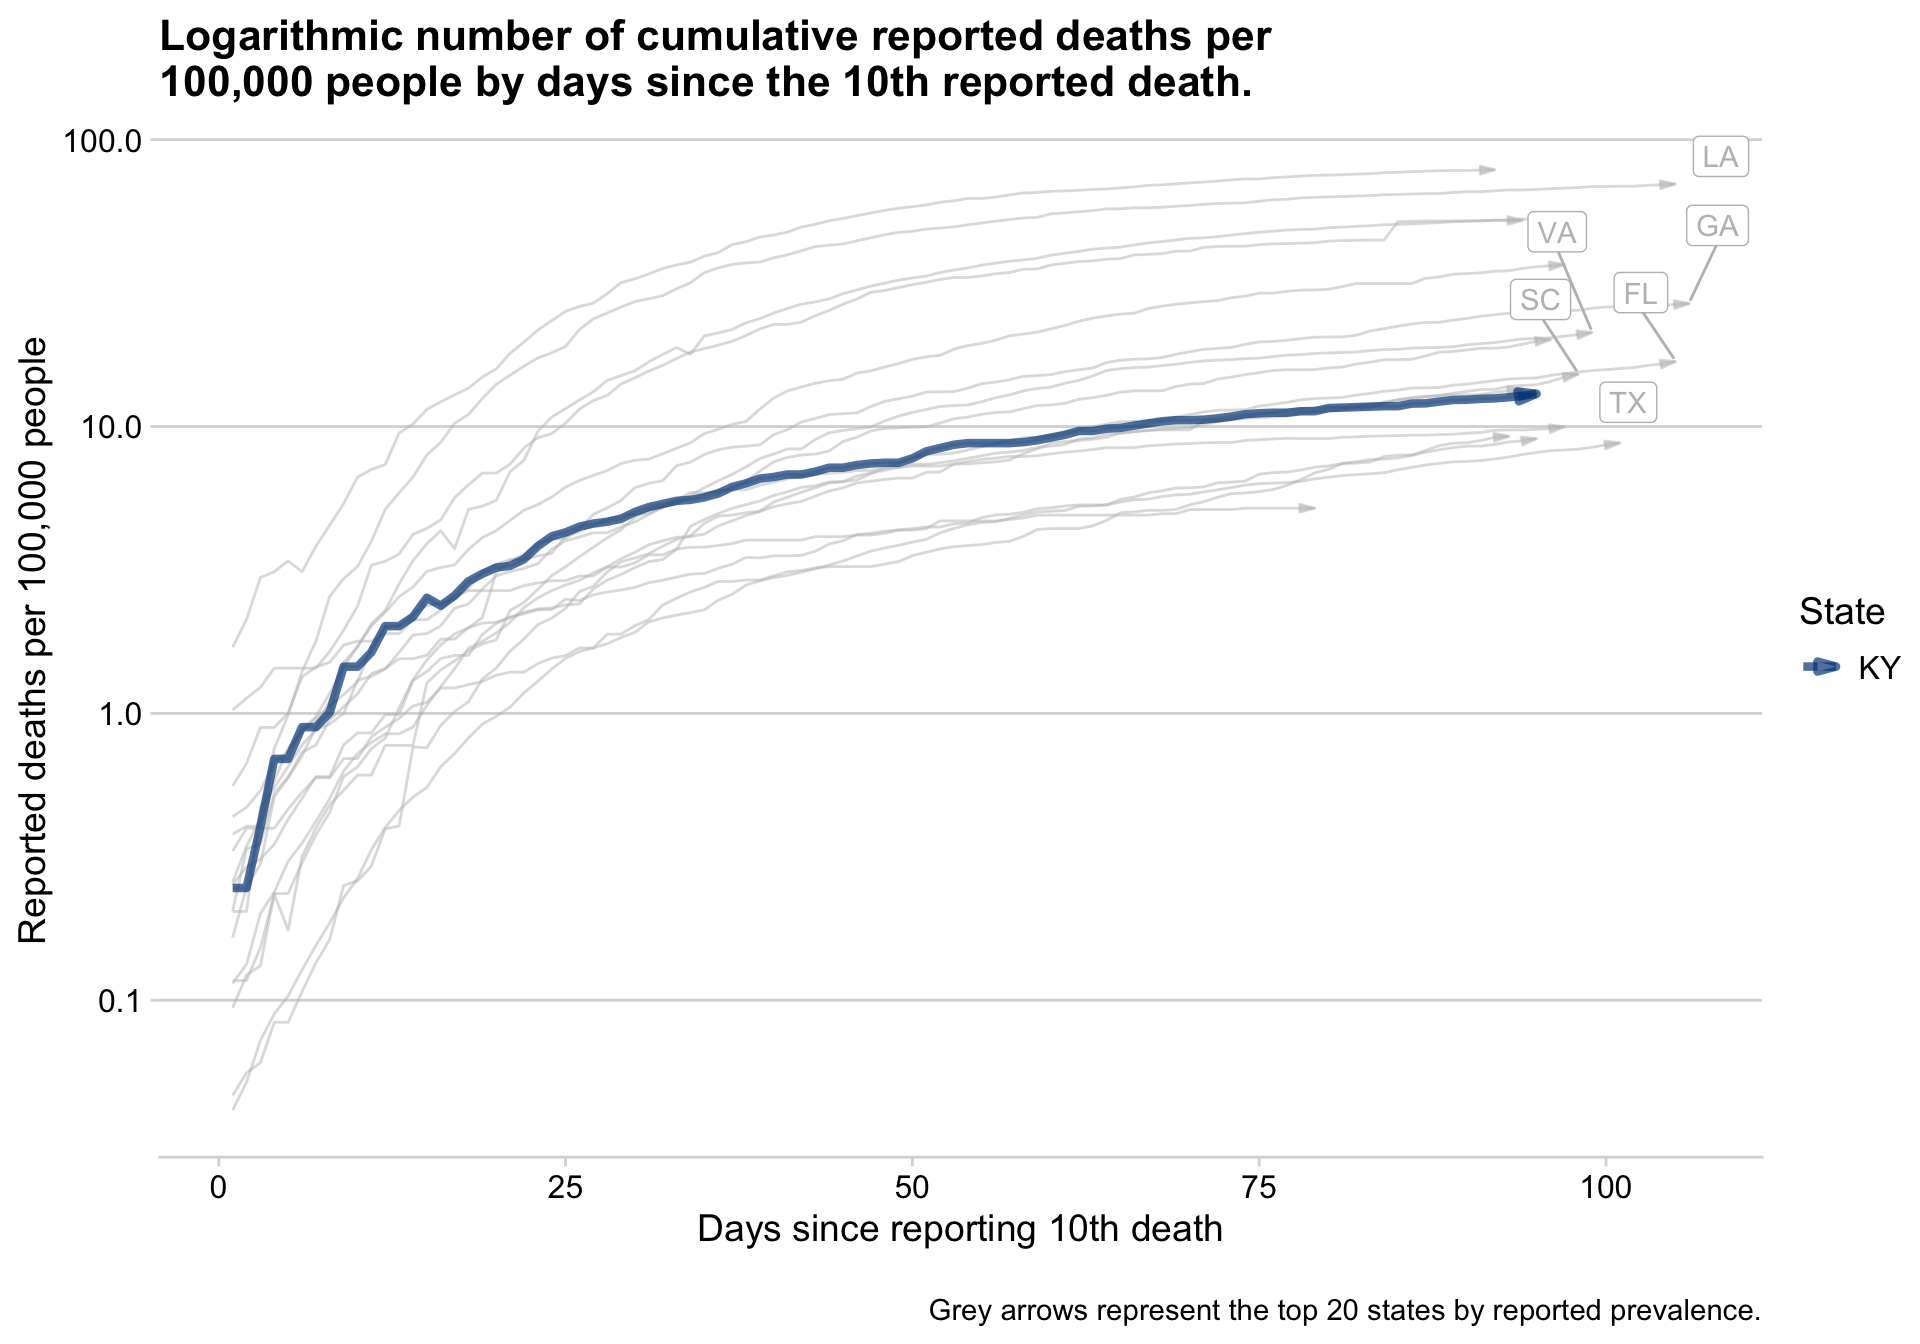 Logarithmic number of cumulative reported deaths per
100,000 people by days since the 10th reported death.
Reported deaths per 100,000 people
100.0
10.0
1.0
0.1
LA
GA
VA
FL
SC
TX
State
KY
0
25
50
75
100
Days since reporting 10th death
Grey arrows represent the top 20 states by reported prevalence.